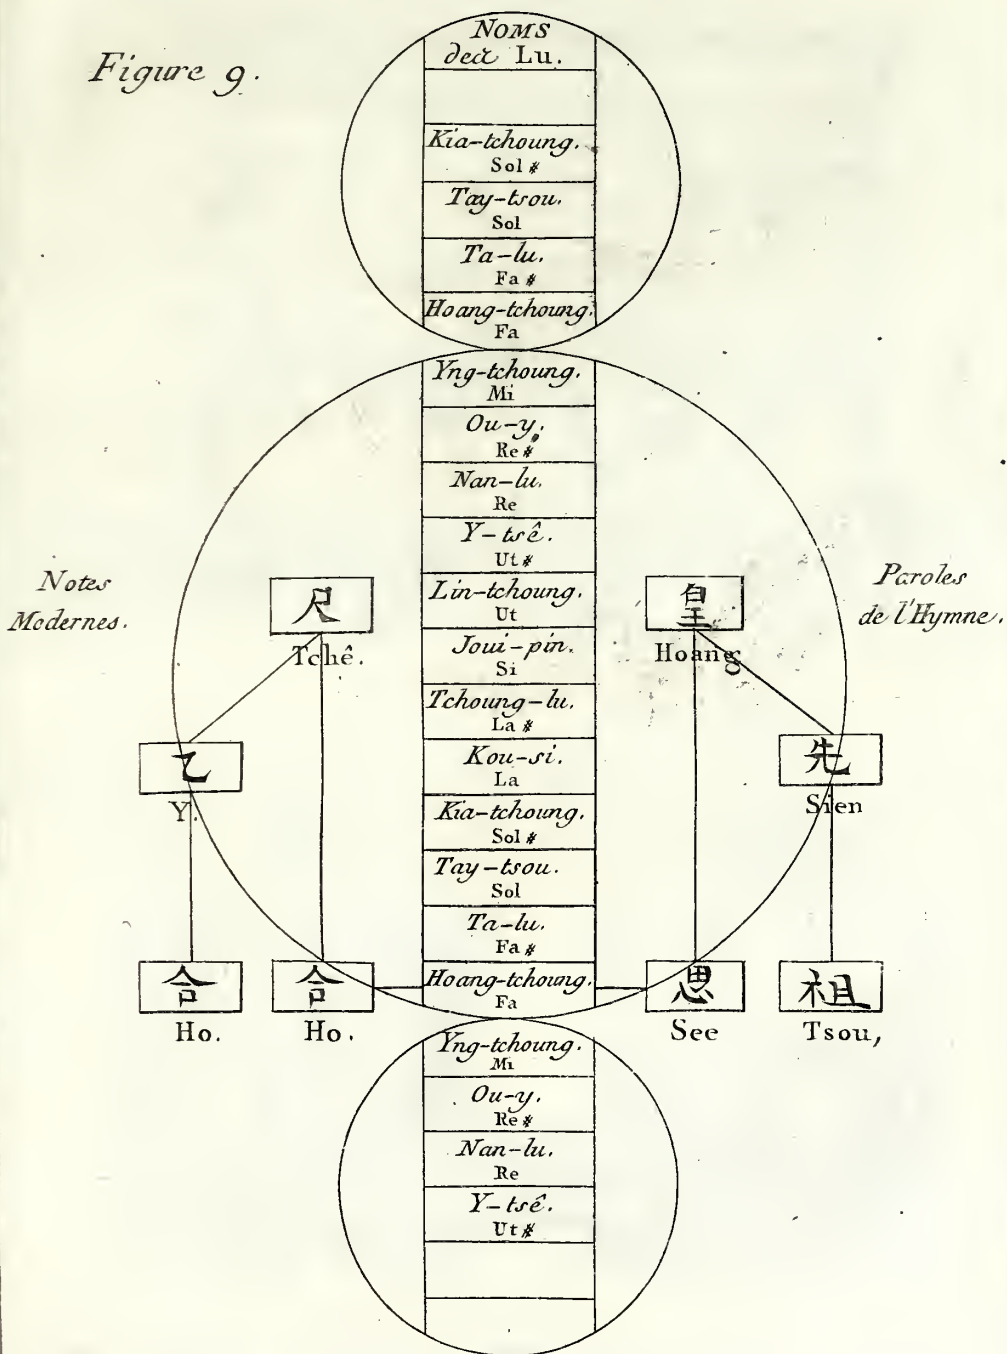 Figure 9.
NOMS
des Lu.
Kia-tchoung.
Sol #
Tay-tsou.
Sol
Ta-lu.
Fa #
Hoang-tchoung.
Fa
Yng-tchoung.
Mi
Ou-y.
Re #
Nan-lu.
Re
Y-tsê.
Ut #
Lin-tchoung.
Ut
Joui-pin.
Si
Tchoung-lu.
La #
Kou-si.
La
Kia-tchoung.
Sol #
Tay-tsou.
Sol
Ta-lu.
Fa #
Hoang-tchoung.
Fa
Yng-tchoung.
Mi
Ou-y.
Re #
Nan-lu.
Re
Y-tsê.
Ut #
Notes
Modernes.
尺
Tchê.
乙
Y.
合
Ho.
合
Ho.
Paroles
de l'Hymne.
皇
Hoang
先
Sien
思
See
祖
Tsou,